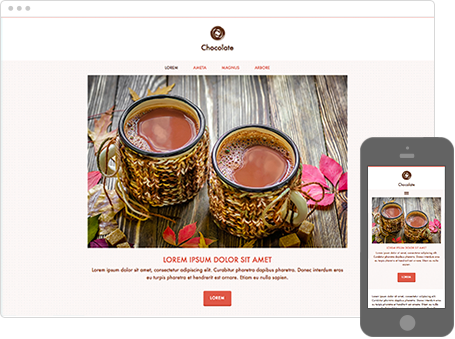 Chocolate
LOREM AMETA MAGNUS ARBORE
LOREM IPSUM DOLOR SIT AMET
Lorem ipsum dolor sit amet, consectetur adipiscing elit. Curabitur pharetra dapibus pharetra. Donec interdum eros
eu turpis pharetra et hendrerit est ornare. Etiam eu nulla sapien.
LOREM
Chocolate
LOREM IPSUM DOLOR SIT AMET
LOREM